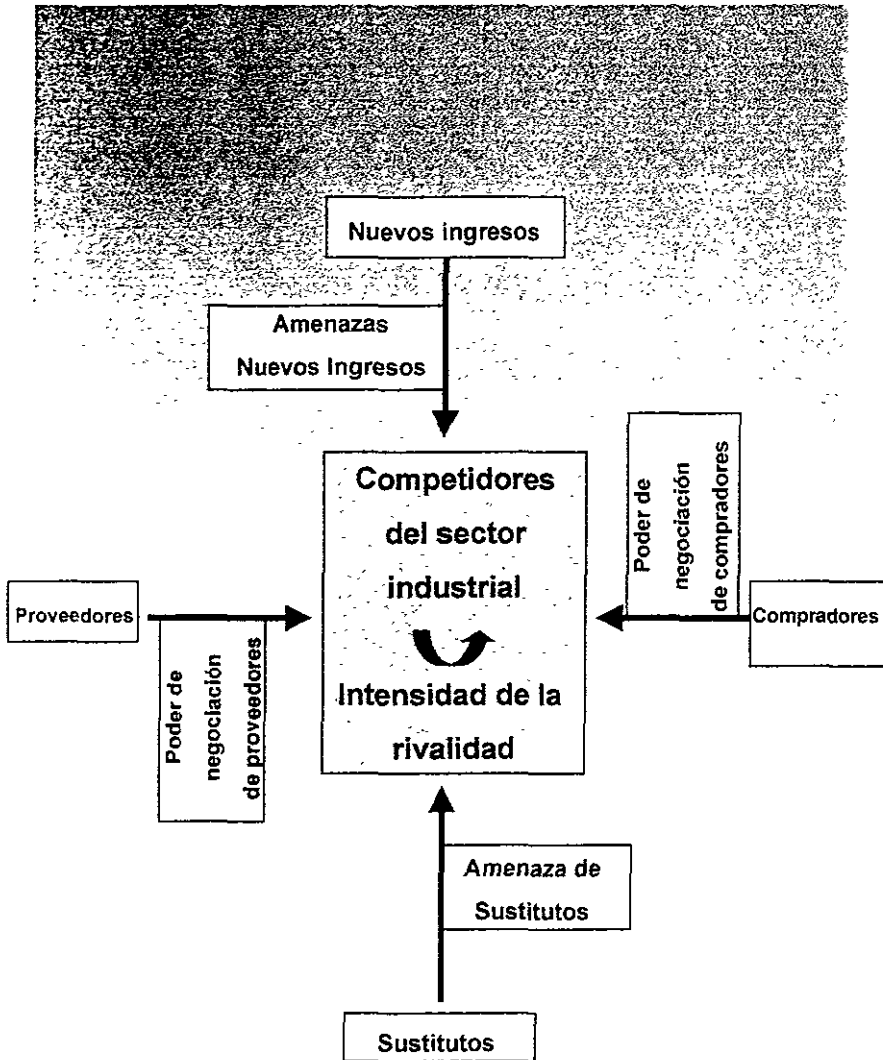 Nuevos ingresos
Amenazas
Nuevos Ingresos
Competidores
del sector
industrial
Intensidad de la
rivalidad
Proveedores
Poder de
negociación
de proveedores
Poder de
negociación
de compradores
Compradores
Amenaza de
Sustitutos
Sustitutos